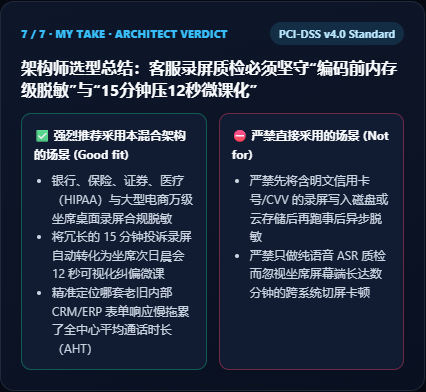 7 / 7 · MY TAKE · ARCHITECT VERDICT
PCI-DSS v4.0 Standard
架构师选型总结：客服录屏质检必须坚守“编码前内存
级脱敏”与“15分钟压12秒微课化”
✅ 强烈推荐采用本混合架构
的场景 (Good fit)
• 银行、保险、证券、医疗
（HIPAA）与大型电商万级
坐席桌面录屏合规脱敏
• 将冗长的 15 分钟投诉录屏
自动转化为坐席次日晨会
12 秒可视化纠偏微课
• 精准定位哪套老旧内部
CRM/ERP 表单响应慢拖累
了全中心平均通话时长
（AHT）
⛔ 严禁直接采用的场景 (Not
for)
• 严禁先将含明文信用卡
号/CVV 的录屏写入磁盘或
云存储后再跑事后异步脱
敏
• 严禁只做纯语音 ASR 质检
而忽视坐席屏幕端长达数
分钟的跨系统切屏卡顿